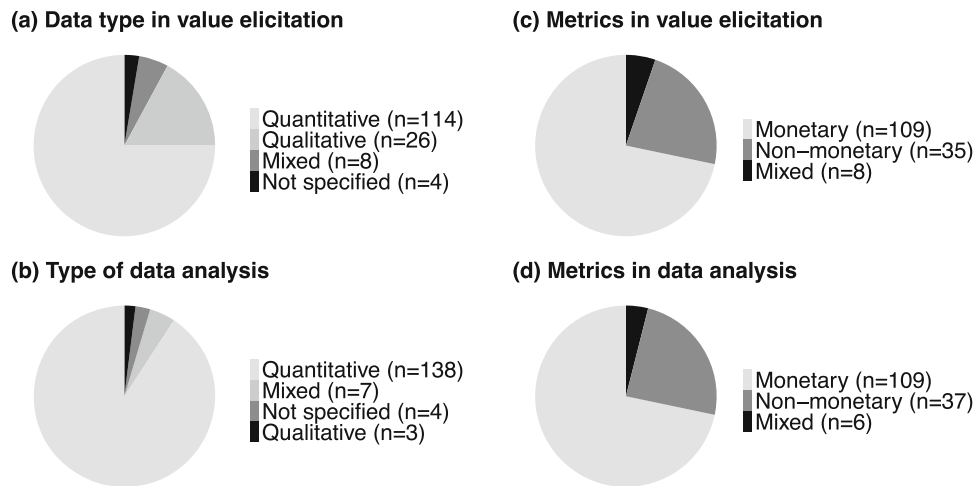 (a) Data type in value elicitation
Quantitative (n=114)
Qualitative (n=26)
Mixed (n=8)
Not specified (n=4)
(c) Metrics in value elicitation
Monetary (n=109)
Non−monetary (n=35)
Mixed (n=8)
(b) Type of data analysis
Quantitative (n=138)
Mixed (n=7)
Not specified (n=4)
Qualitative (n=3)
(d) Metrics in data analysis
Monetary (n=109)
Non−monetary (n=37)
Mixed (n=6)